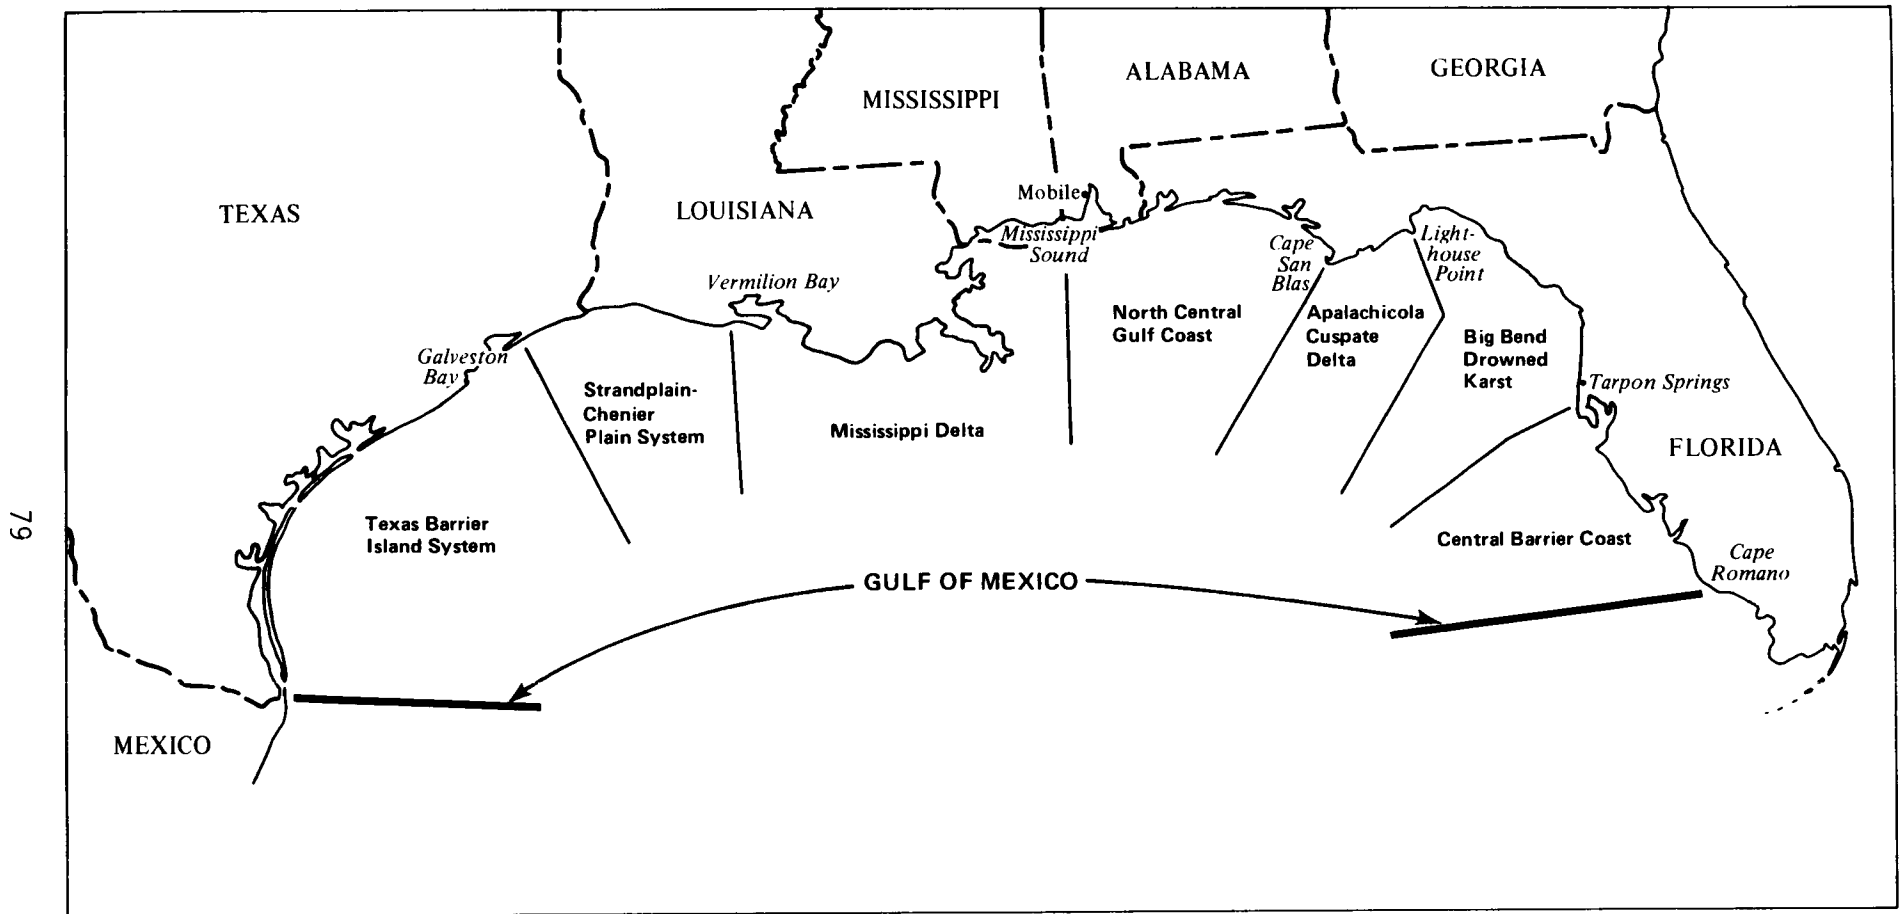 ALABAMA
GEORGIA
MISSISSIPPI
TEXAS
LOUISIANA
Mobile
Mississippi
Sound
Cape
San
Blas
Light-
house
Point
Vermilion Bay
Galveston
Bay
North Central
Gulf Coast
Apalachicola
Cuspate
Delta
Big Bend
Drowned
Karst
Tarpon Springs
Strandplain-
Chenier
Plain System
Mississippi Delta
FLORIDA
79
Texas Barrier
Island System
Central Barrier Coast
Cape
Romano
GULF OF MEXICO
MEXICO